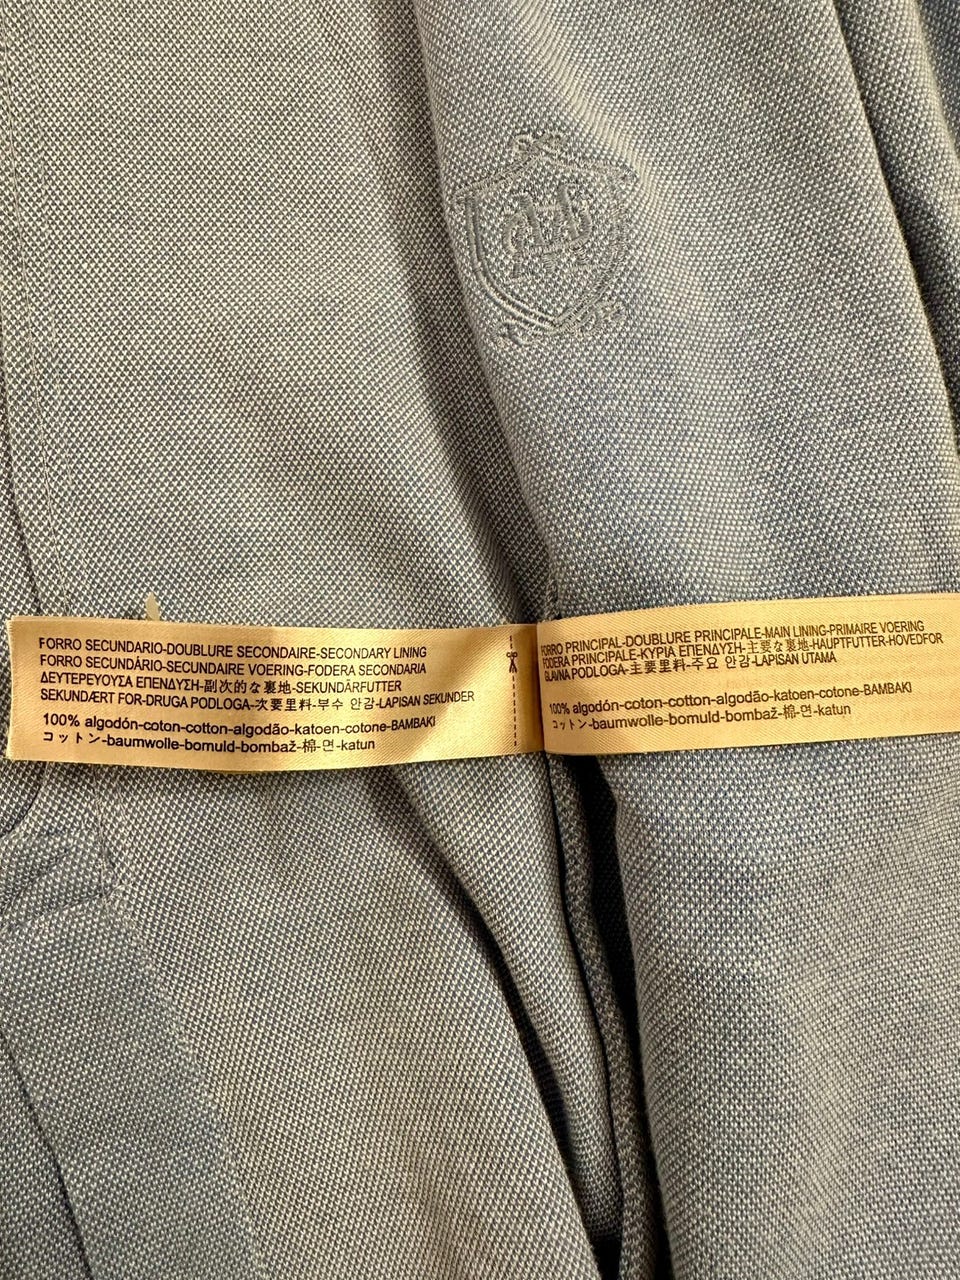 FORRO SECUNDARIO-DOUBLURE SECONDAIRE-SECONDARY LINING
FORRO SECUNDÁRIO-SECUNDAIRE VOERING-FODERA SECONDARIA
ΔΕΥΤΕΡΕΥΟΥΣΑ ΕΠΕΝΔΥΣΗ-副次的な裏地-SEKUNDÄRFUTTER
SEKUNDÆRT FOR-DRUGA PODLOGA-次要里料-부수 안감-LAPISAN SEKUNDER
100% algodón-coton-cotton-algodão-katoen-cotone-ΒΑΜΒΑΚΙ
コットン-baumwolle-bomuld-bombaž-棉-면-katun
FORRO PRINCIPAL-DOUBLURE PRINCIPALE-MAIN LINING-PRIMAIRE VOERING
FODERA PRINCIPALE-ΚΥΡΙΑ ΕΠΕΝΔΥΣΗ-主要な裏地-HAUPTFUTTER-HOVEDFOR
GLAVNA PODLOGA-主要里料-주요 안감-LAPISAN UTAMA
100% algodón-coton-cotton-algodão-katoen-cotone-ΒΑΜΒΑΚΙ
コットン-baumwolle-bomuld-bombaž-棉-면-katun